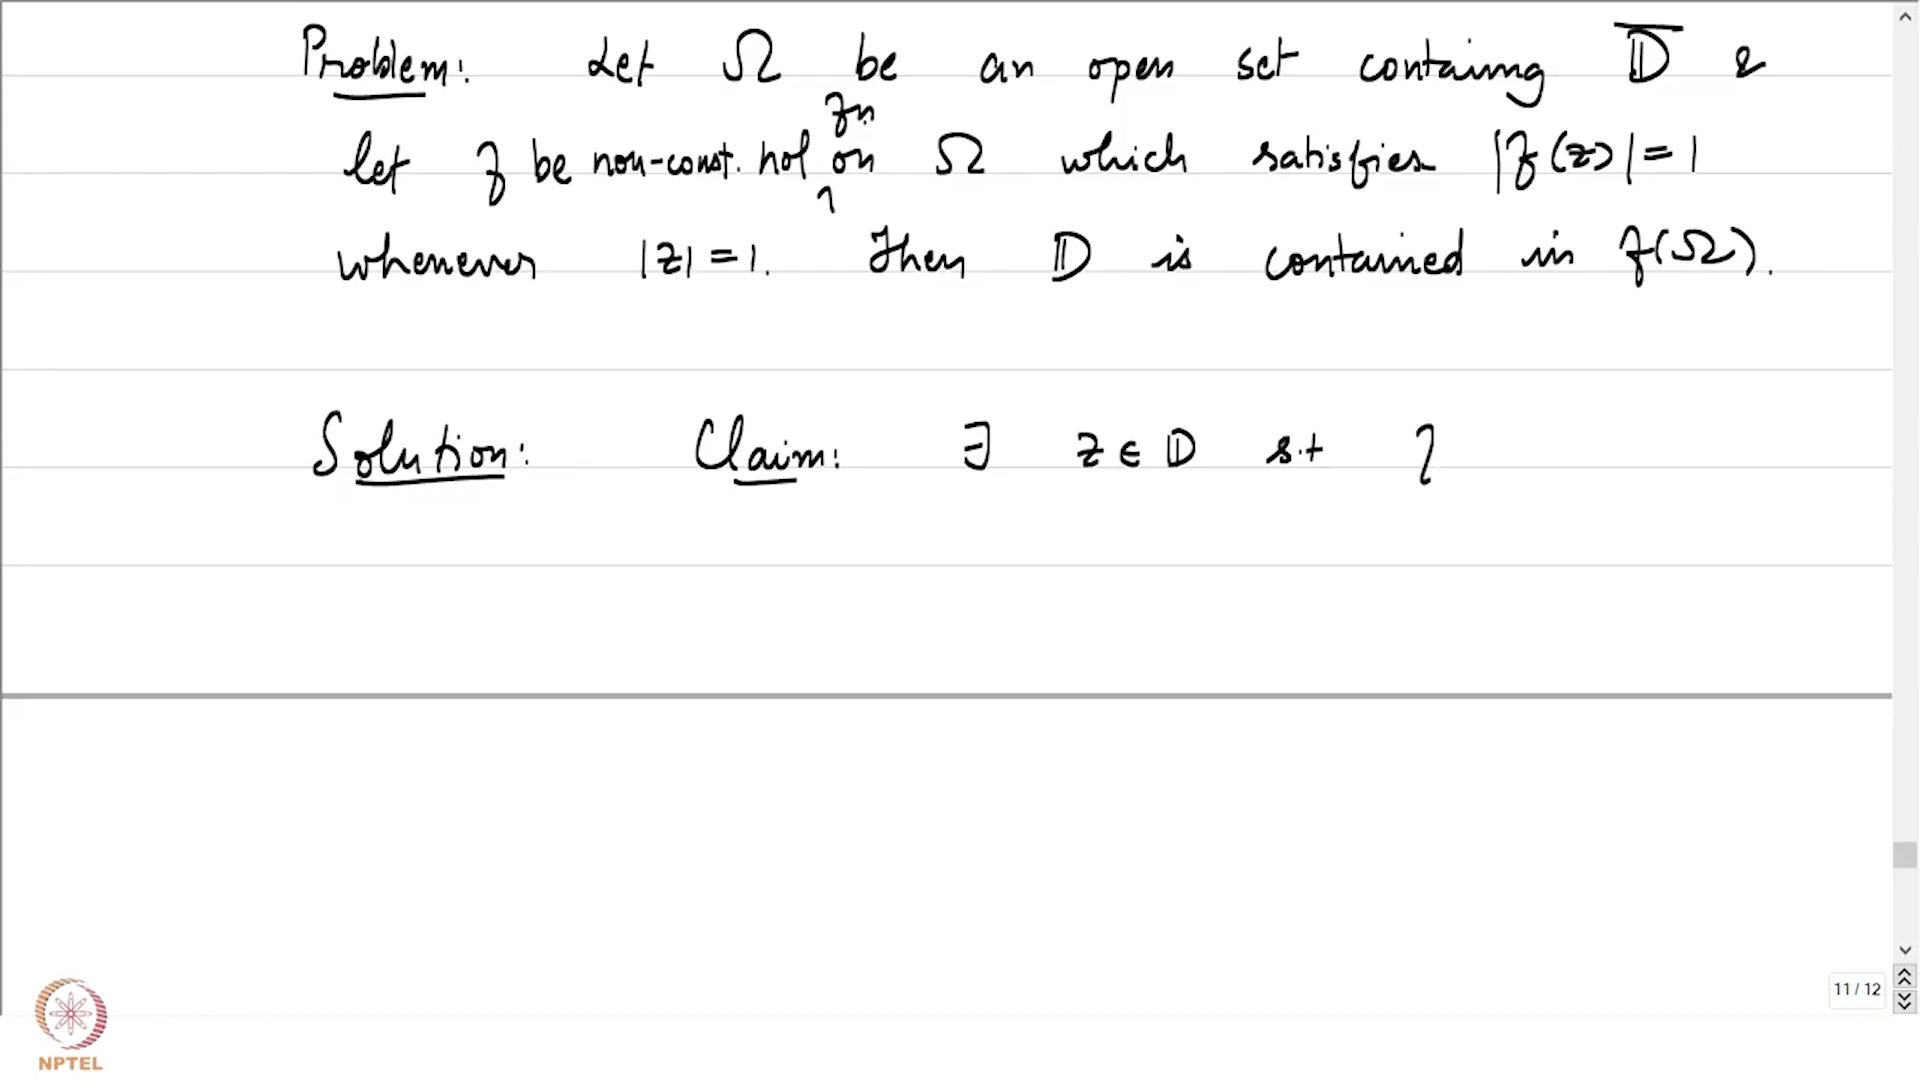 Problem: Let Ω be an open set containing 𝔻̅ &
fn
let f be non-const. hol on Ω which satisfies |f(z)| = 1
whenever |z| = 1. Then 𝔻 is contained in f(Ω).
Solution: Claim: ∃ z ∈ 𝔻 s.t
11 / 12
NPTEL